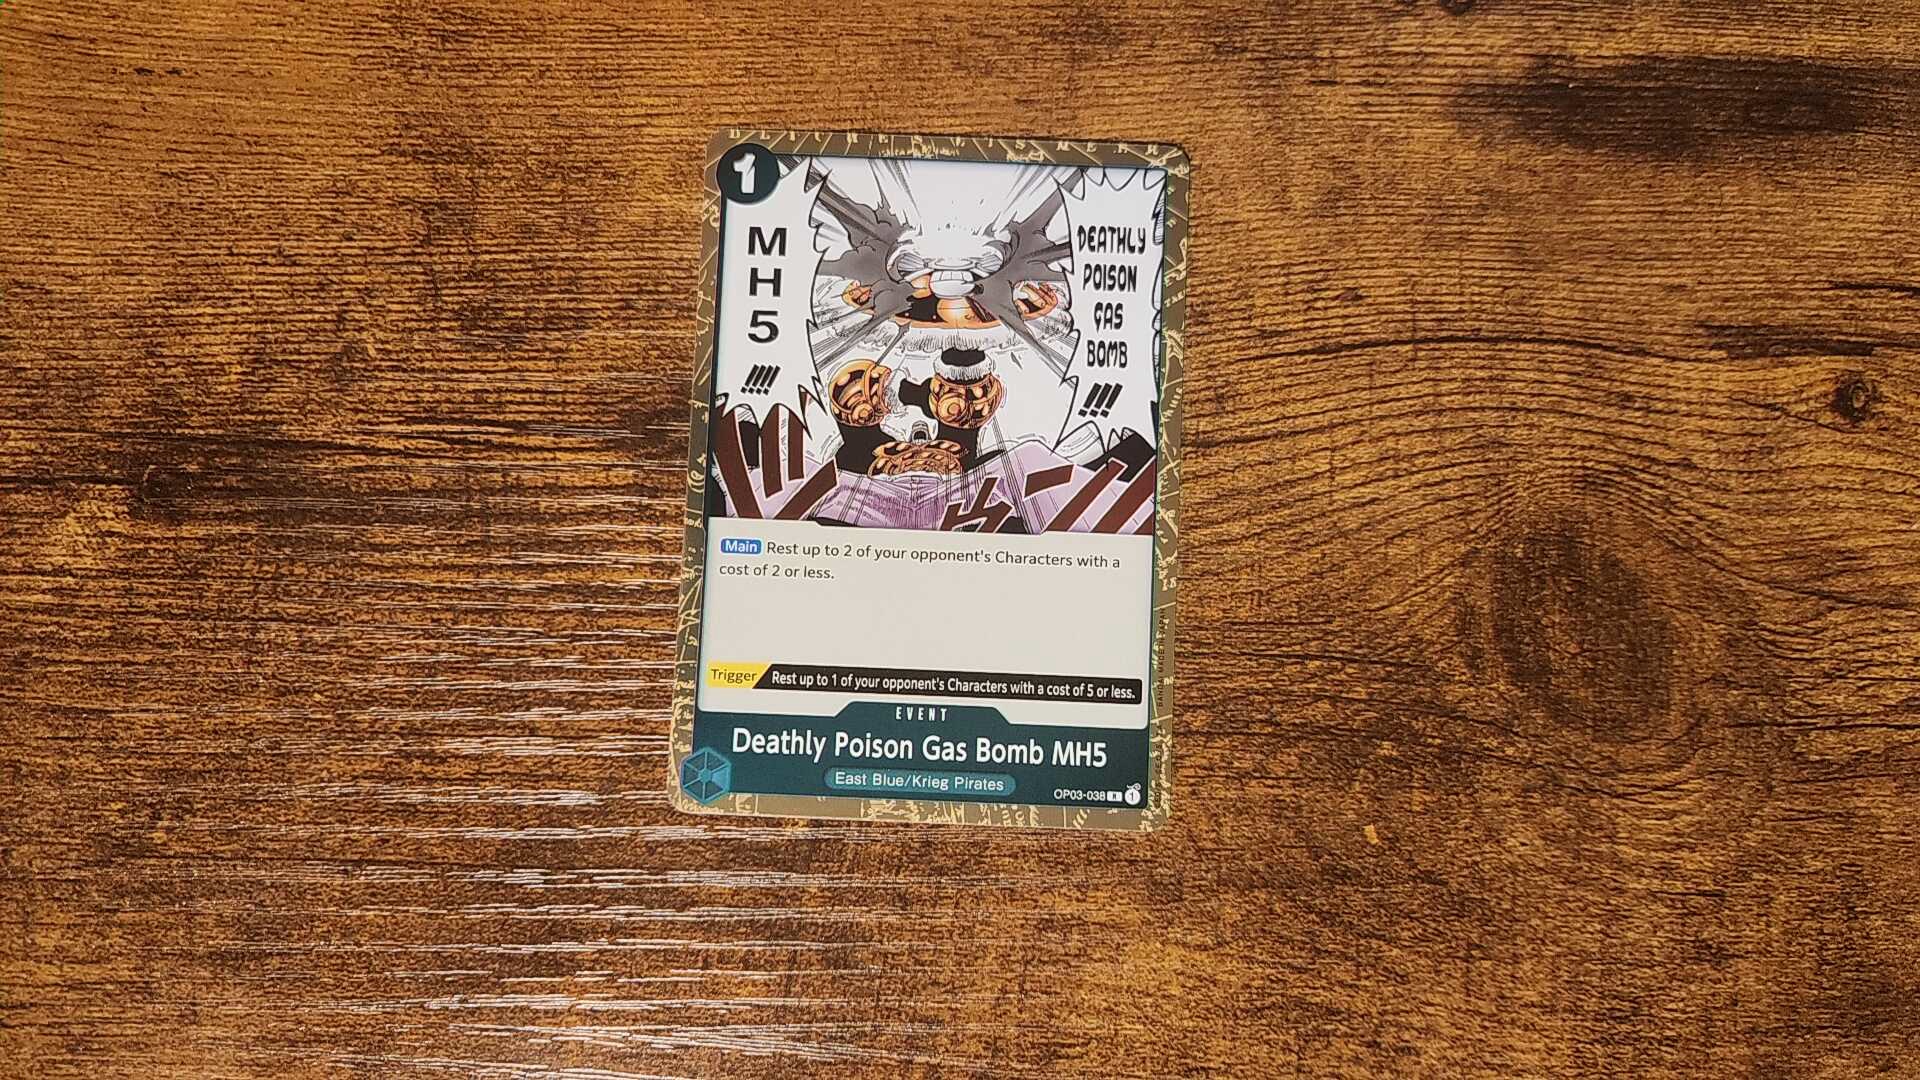 1
M
H
5
!!!!
DEATHLY
POISON
GAS
BOMB
!!!
Main Rest up to 2 of your opponent's Characters with a
cost of 2 or less.
Trigger Rest up to 1 of your opponent's Characters with a cost of 5 or less.
EVENT
Deathly Poison Gas Bomb MH5
East Blue/Krieg Pirates
OP03-038 R 1